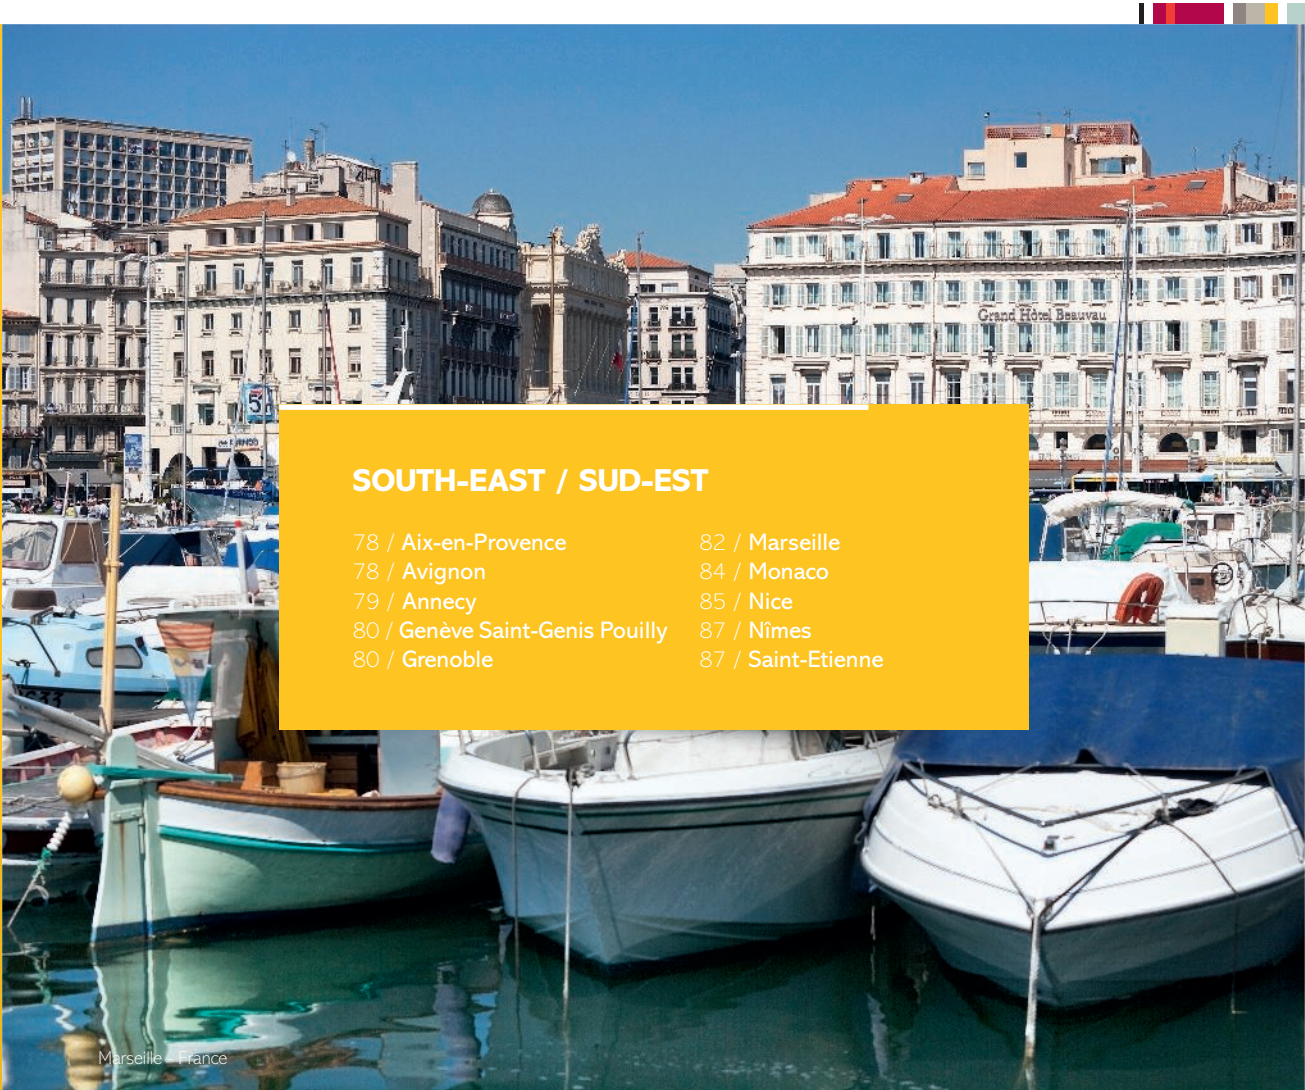 Grand Hôtel Beauvau
51
SOUTH-EAST / SUD-EST
78 / Aix-en-Provence
78 / Avignon
79 / Annecy
80 / Genève Saint-Genis Pouilly
80 / Grenoble
82 / Marseille
84 / Monaco
85 / Nice
87 / Nîmes
87 / Saint-Etienne
Marseille – France